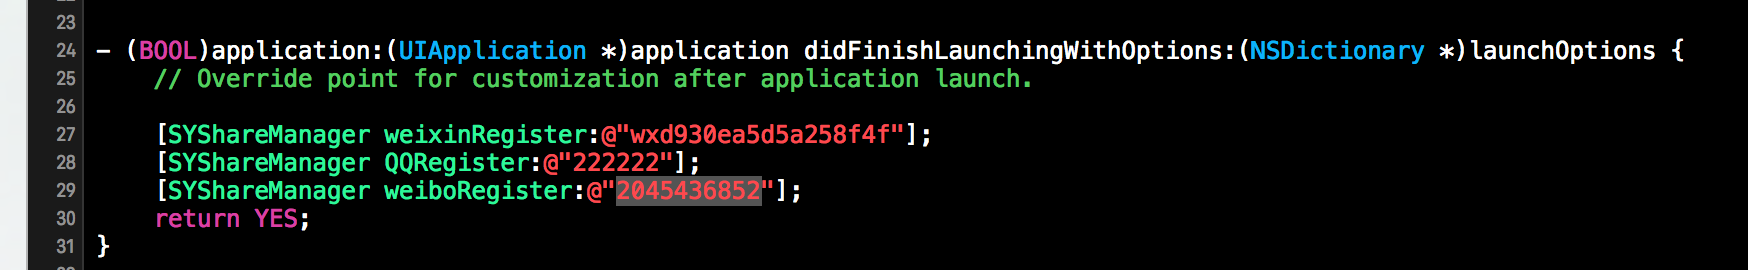 23
24 - (BOOL)application:(UIApplication *)application didFinishLaunchingWithOptions:(NSDictionary *)launchOptions {
25 // Override point for customization after application launch.
26
27 [SYShareManager weixinRegister:@"wxd930ea5d5a258f4f"];
28 [SYShareManager QQRegister:@"222222"];
29 [SYShareManager weiboRegister:@"2045436852"];
30 return YES;
31 }